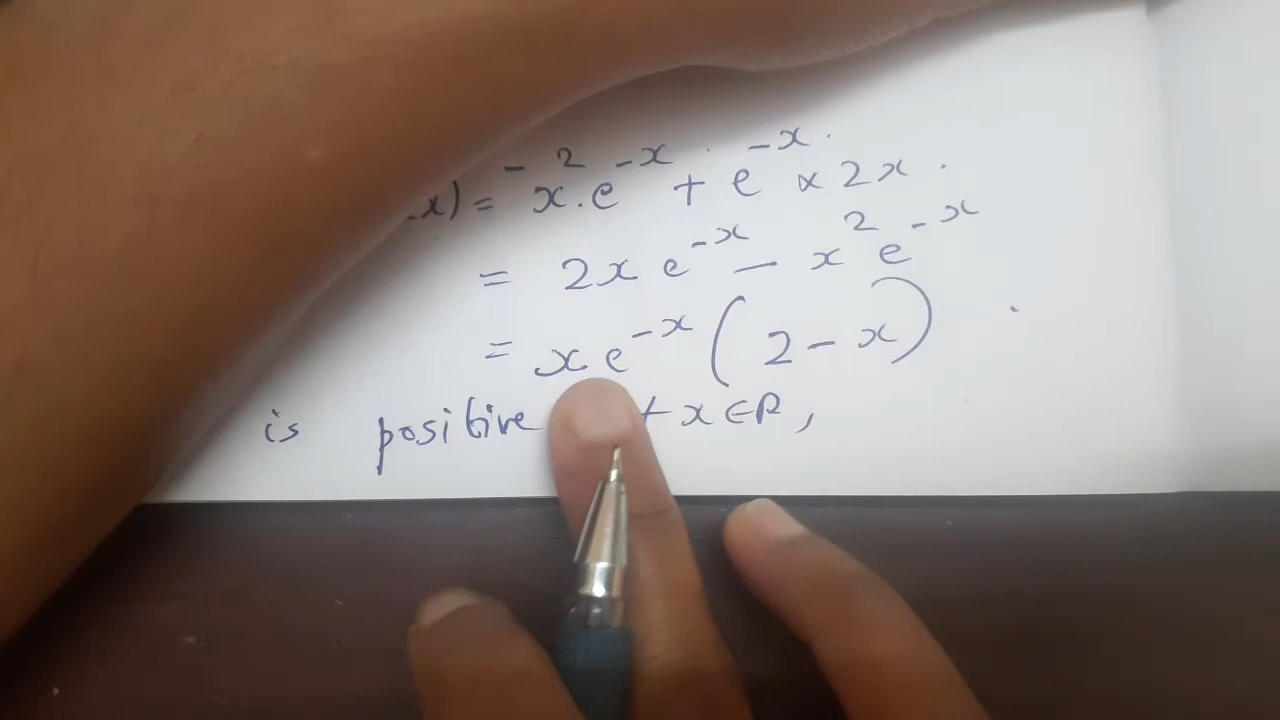 x) = -x².e⁻ˣ + e⁻ˣ × 2x.
= 2x e⁻ˣ - x² e⁻ˣ
= x e⁻ˣ (2 - x)
is positive x ∈ R,